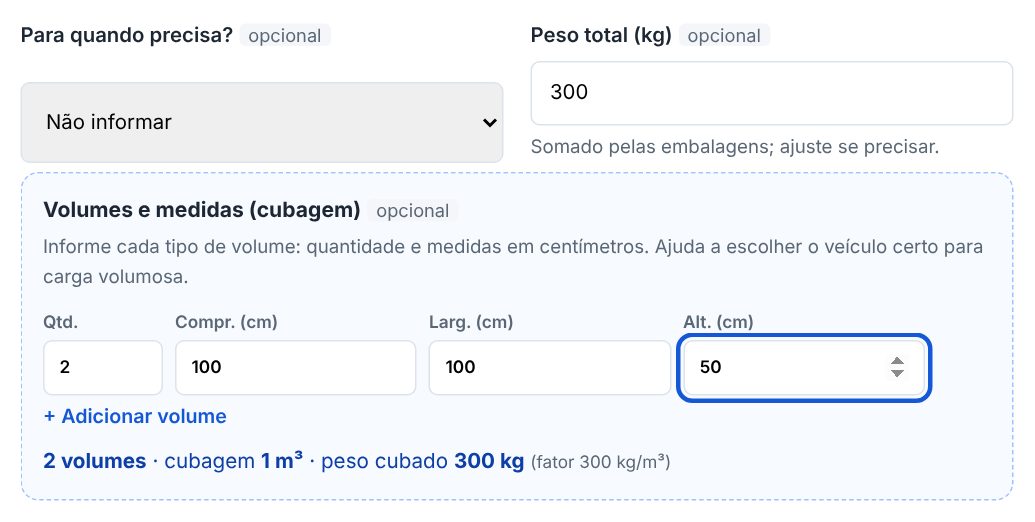 Para quando precisa? opcional
Não informar
Peso total (kg) opcional
300
Somado pelas embalagens; ajuste se precisar.
Volumes e medidas (cubagem) opcional
Informe cada tipo de volume: quantidade e medidas em centímetros. Ajuda a escolher o veículo certo para
carga volumosa.
Qtd. Compr. (cm) Larg. (cm) Alt. (cm)
2 100 100 50
+ Adicionar volume
2 volumes · cubagem 1 m³ · peso cubado 300 kg (fator 300 kg/m³)